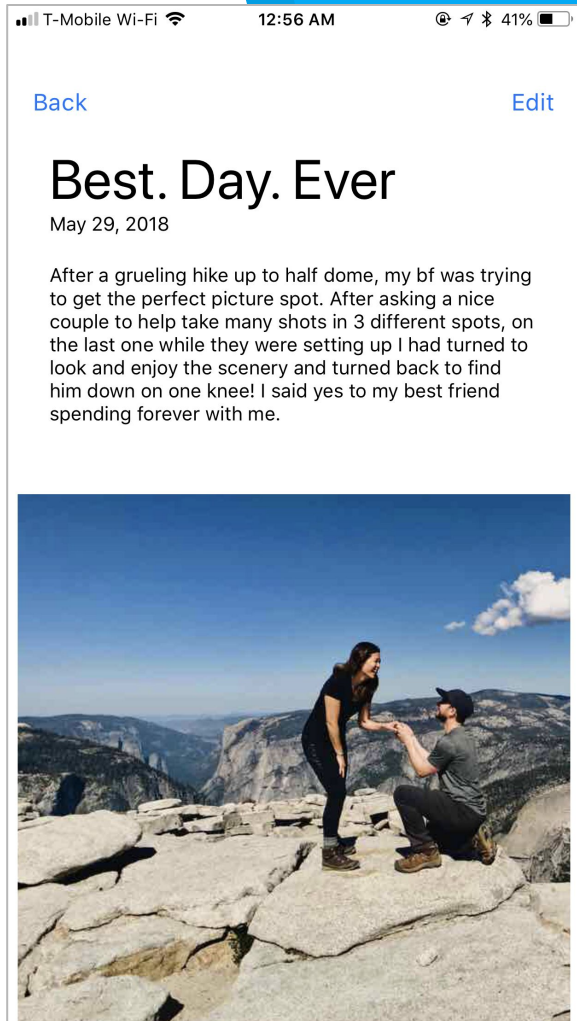 T-Mobile Wi-Fi 12:56 AM 41%
Back Edit
Best. Day. Ever
May 29, 2018
After a grueling hike up to half dome, my bf was trying
to get the perfect picture spot. After asking a nice
couple to help take many shots in 3 different spots, on
the last one while they were setting up I had turned to
look and enjoy the scenery and turned back to find
him down on one knee! I said yes to my best friend
spending forever with me.